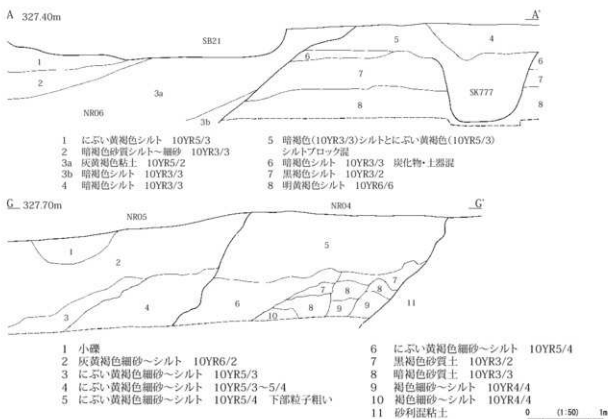 A 327.40m A'
SB21
5
4
1
2
6
6
3a
7
7
SK777
NR06
3b
8
8
1 にぶい黄褐色シルト 10YR5/3
2 暗褐色砂質シルト～細砂 10YR3/3
3a 灰黄褐色粘土 10YR5/2
3b 暗褐色シルト 10YR3/3
4 暗褐色シルト 10YR3/3
5 暗褐色(10YR3/3)シルトとにぶい黄褐色(10YR5/3)
シルトブロック混
6 暗褐色シルト 10YR3/3 炭化物・土器混
7 黒褐色シルト 10YR3/2
8 明黄褐色シルト 10YR6/6
G 327.70m G'
NR05
NR04
1
2
5
3
4
6
7
8
7
8
10
8
9
9
11
1 小礫
2 灰黄褐色細砂～シルト 10YR6/2
3 にぶい黄褐色細砂～シルト 10YR5/3
4 にぶい黄褐色細砂～シルト 10YR5/3～5/4
5 にぶい黄褐色細砂～シルト 10YR5/4 下部粒子粗い
6 にぶい黄褐色細砂～シルト 10YR5/4
7 黒褐色砂質土 10YR3/2
8 暗褐色砂質土 10YR3/3
9 褐色細砂～シルト 10YR4/4
10 褐色細砂～シルト 10YR4/4
11 砂利混粘土
0 (1:50) 1m